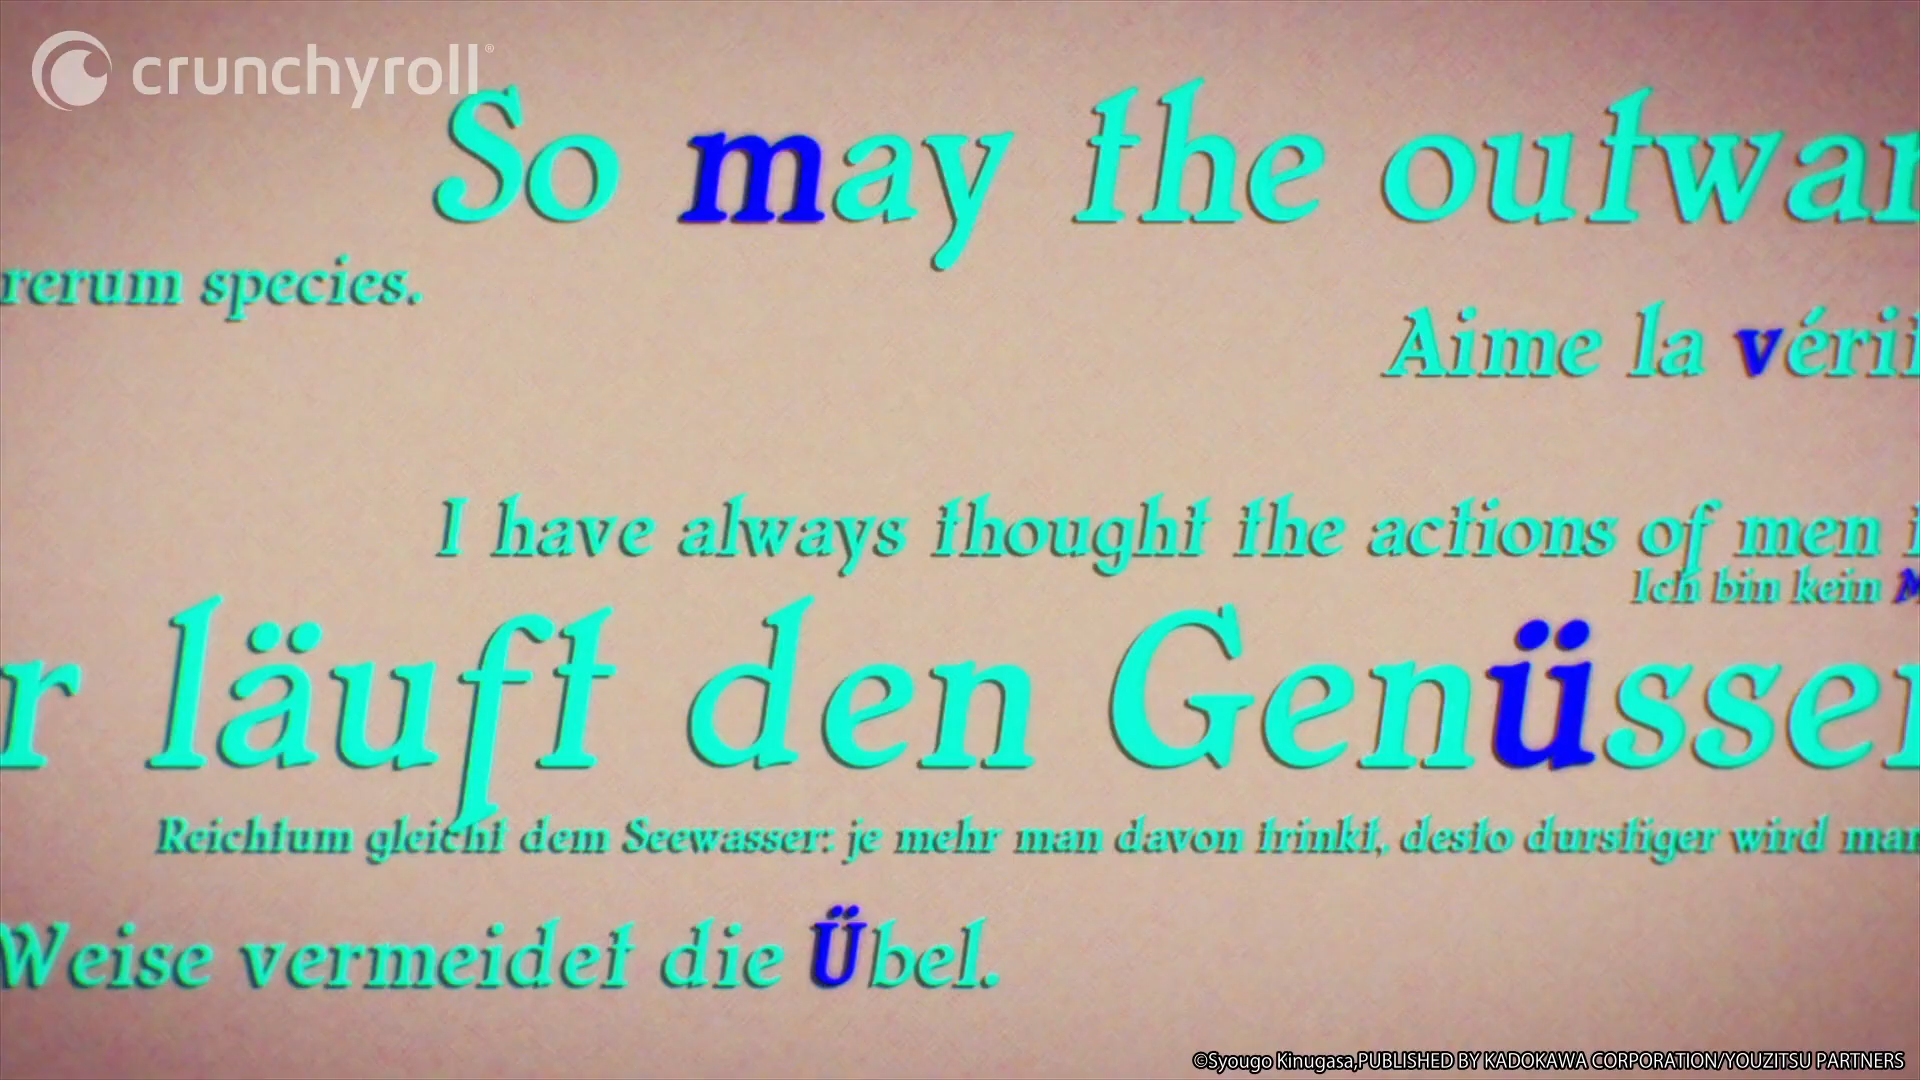 crunchyroll®
So may the outwar
rerum species.
Aime la vérit
I have always thought the actions of men i
Ich bin kein M
r läuft den Genüssen
Reichtum gleicht dem Seewasser: je mehr man davon trinkt, desto durstiger wird man
Weise vermeidet die Übel.
©Syougo Kinugasa,PUBLISHED BY KADOKAWA CORPORATION/YOUZITSU PARTNERS